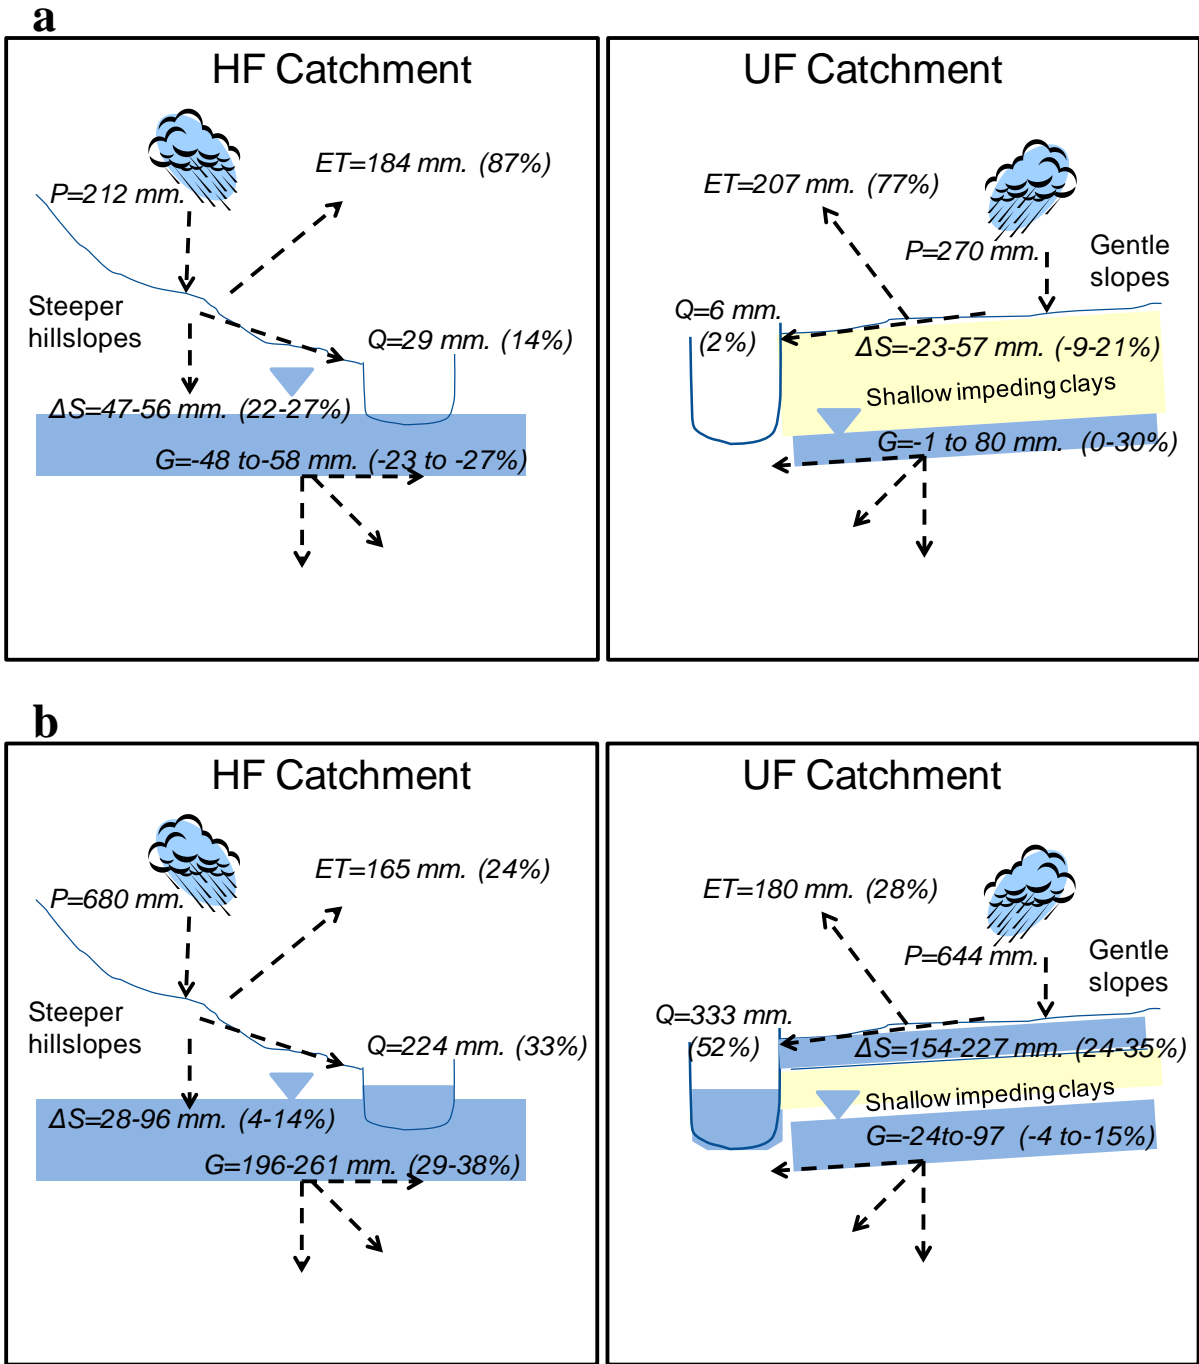 a
HF Catchment
ET=184 mm. (87%)
P=212 mm.
Steeper
hillslopes
Q=29 mm. (14%)
ΔS=47-56 mm. (22-27%)
G=-48 to-58 mm. (-23 to -27%)
UF Catchment
ET=207 mm. (77%)
P=270 mm.
Gentle
slopes
Q=6 mm.
(2%)
ΔS=-23-57 mm. (-9-21%)
Shallow impeding clays
G=-1 to 80 mm. (0-30%)
b
HF Catchment
ET=165 mm. (24%)
P=680 mm.
Steeper
hillslopes
Q=224 mm. (33%)
ΔS=28-96 mm. (4-14%)
G=196-261 mm. (29-38%)
UF Catchment
ET=180 mm. (28%)
P=644 mm.
Gentle
slopes
Q=333 mm.
(52%)
ΔS=154-227 mm. (24-35%)
Shallow impeding clays
G=-24to-97 (-4 to-15%)